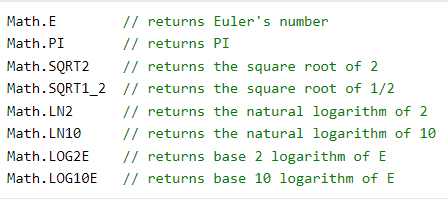 Math.E // returns Euler's number
Math.PI // returns PI
Math.SQRT2 // returns the square root of 2
Math.SQRT1_2 // returns the square root of 1/2
Math.LN2 // returns the natural logarithm of 2
Math.LN10 // returns the natural logarithm of 10
Math.LOG2E // returns base 2 logarithm of E
Math.LOG10E // returns base 10 logarithm of E